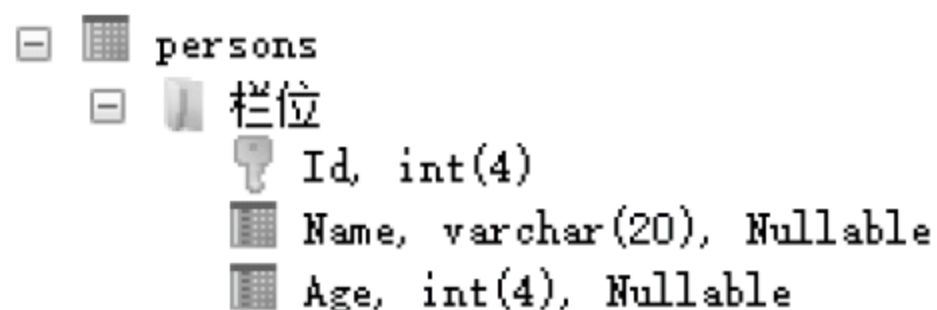 persons
栏位
Id, int(4)
Name, varchar(20), Nullable
Age, int(4), Nullable